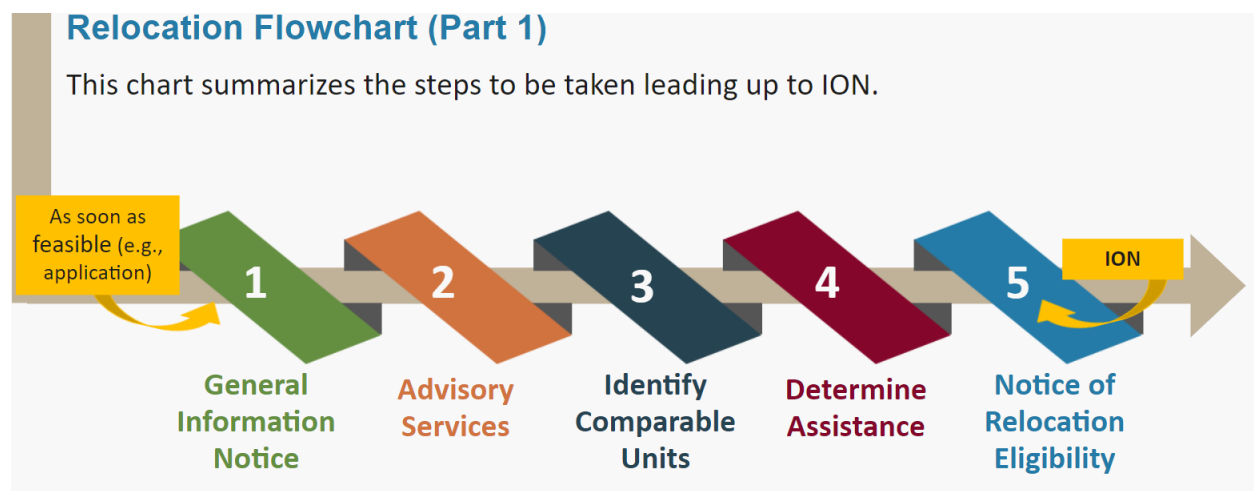 Relocation Flowchart (Part 1)
This chart summarizes the steps to be taken leading up to ION.
As soon as
feasible (e.g.,
application)
ION
1
2
3
4
5
General
Information
Notice
Advisory
Services
Identify
Comparable
Units
Determine
Assistance
Notice of
Relocation
Eligibility